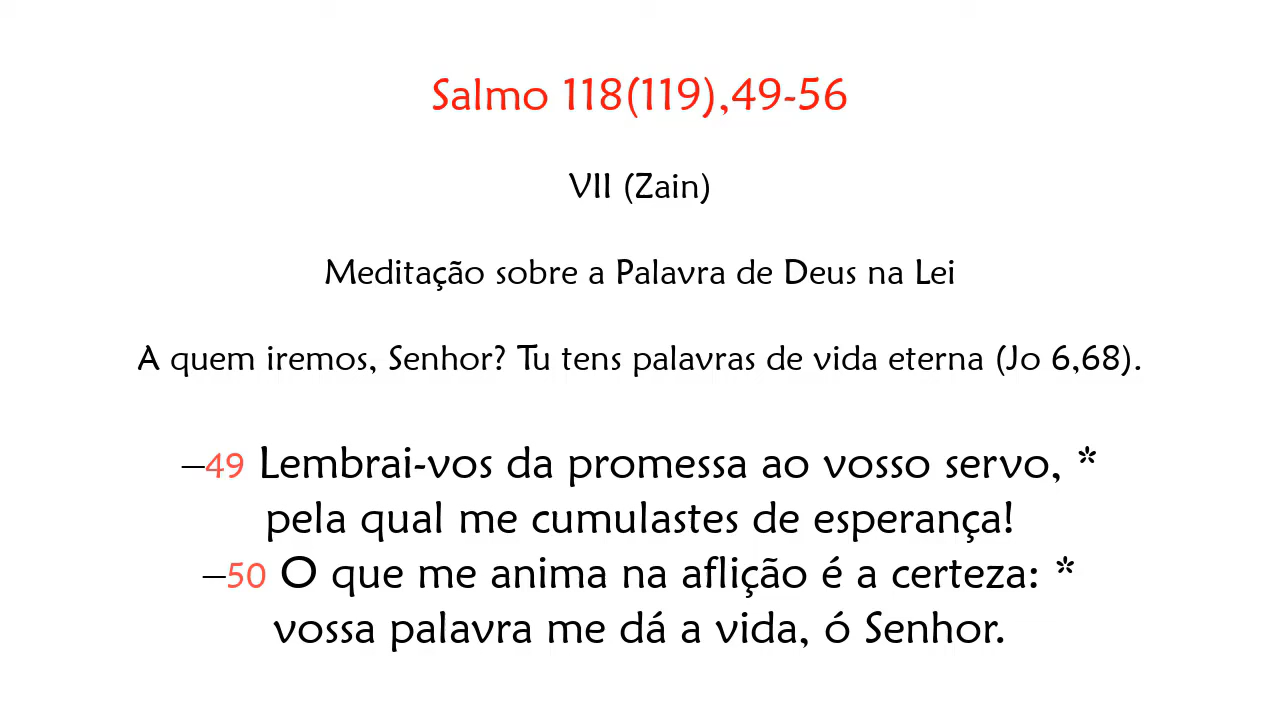 Salmo 118(119),49-56
VII (Zain)
Meditação sobre a Palavra de Deus na Lei
A quem iremos, Senhor? Tu tens palavras de vida eterna (Jo 6,68).
–49 Lembrai-vos da promessa ao vosso servo, *
pela qual me cumulastes de esperança!
–50 O que me anima na aflição é a certeza: *
vossa palavra me dá a vida, ó Senhor.